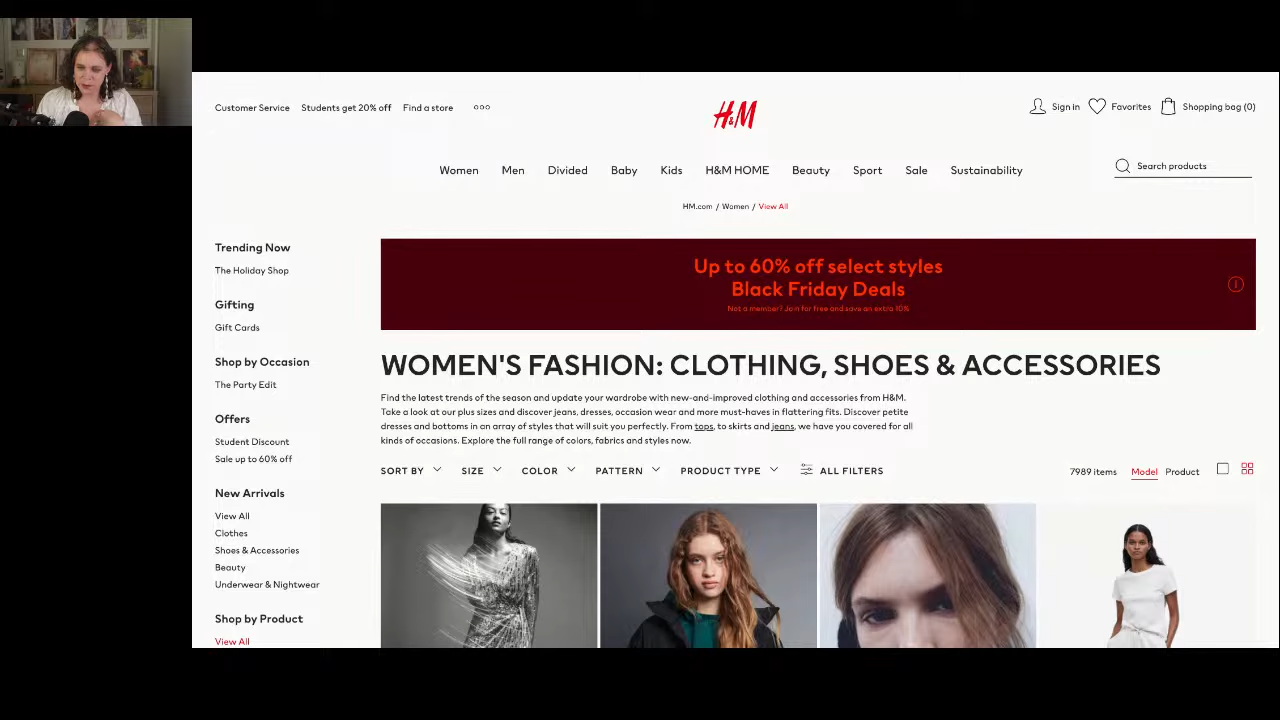 Customer Service Students get 20% off Find a store
H&M
Sign in Favorites Shopping bag (0)
Women Men Divided Baby Kids H&M HOME Beauty Sport Sale Sustainability
Search products
HM.com / Women / View All
Trending Now
The Holiday Shop
Gifting
Gift Cards
Shop by Occasion
The Party Edit
Offers
Student Discount
Sale up to 60% off
New Arrivals
View All
Clothes
Shoes & Accessories
Beauty
Underwear & Nightwear
Shop by Product
View All
Up to 60% off select styles
Black Friday Deals
Not a member? Join for free and save an extra 10%
WOMEN'S FASHION: CLOTHING, SHOES & ACCESSORIES
Find the latest trends of the season and update your wardrobe with new-and-improved clothing and accessories from H&M.
Take a look at our plus sizes and discover jeans, dresses, occasion wear and more must-haves in flattering fits. Discover petite
dresses and bottoms in an array of styles that will suit you perfectly. From tops, to skirts and jeans, we have you covered for all
kinds of occasions. Explore the full range of colors, fabrics and styles now.
SORT BY SIZE COLOR PATTERN PRODUCT TYPE ALL FILTERS
7989 items Model Product